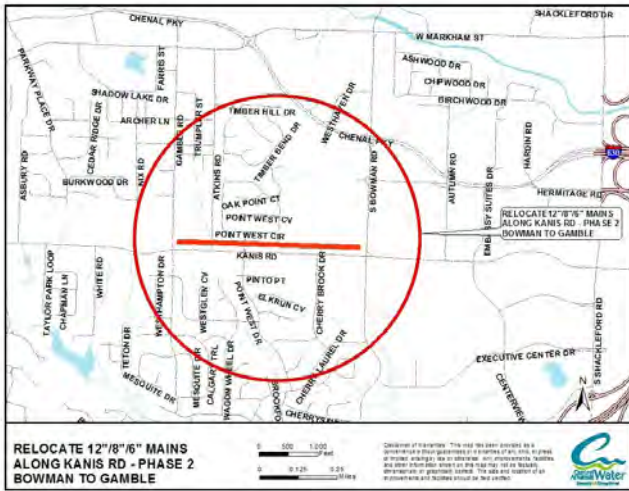 CHENAL PKY
SHACKLEFORD DR
W MARKHAM ST
PARKWAY PLACE DR
FARRIS ST
ASHWOOD DR
CHIPWOOD DR
BIRCHWOOD DR
SHADOW LAKE DR
ARCHER LN
CEDAR RIDGE DR
GAMBLE RD
TRUMPLER ST
TIMBER HILL DR
WESTHAVEN DR
CHENAL PKY
HARDIN RD
430
ASBURY RD
NIX RD
ATKINS RD
TIMBER BEND DR
S BOWMAN RD
AUTUMN RD
BURKWOOD DR
HERMITAGE RD
OAK POINT CT
POINT WEST CV
POINT WEST CIR
EMBASSY SUITES DR
RELOCATE 12"/8"/6" MAINS
ALONG KANIS RD - PHASE 2
BOWMAN TO GAMBLE
KANIS RD
TAYLOR PARK LOOP
CHAPMAN LN
WHITE RD
WESTHAMPTON DR
WESTGLEN CV
PINTO PT
ELKRUN CV
POINT WEST DR
CHERRY BROOK DR
TETON DR
MESQUITE DR
MESQUITE DR
CALGARY TRL
WAGON WHEEL DR
CHERRY LAUREL DR
EXECUTIVE CENTER DR
S SHACKLEFORD RD
CENTERVIEW
N
RELOCATE 12"/8"/6" MAINS
ALONG KANIS RD - PHASE 2
BOWMAN TO GAMBLE
0 500 1,000
Feet
0 0.125 0.25
Miles
Central
Arkansas Water